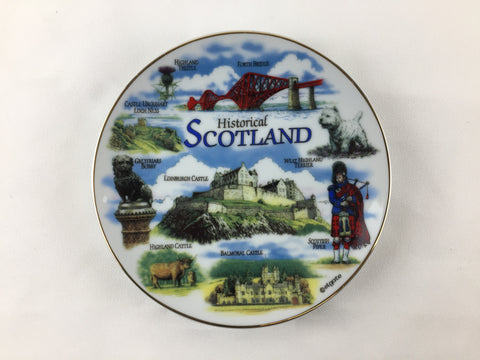 HIGHLAND
THISTLE
FORTH BRIDGE
CASTLE URQUHART
LOCH NESS
Historical
SCOTLAND
GREYFRIARS
BOBBY
WEST HIGHLAND
TERRIER
EDINBURGH CASTLE
HIGHLAND CATTLE
BALMORAL CASTLE
SCOTTISH
PIPER